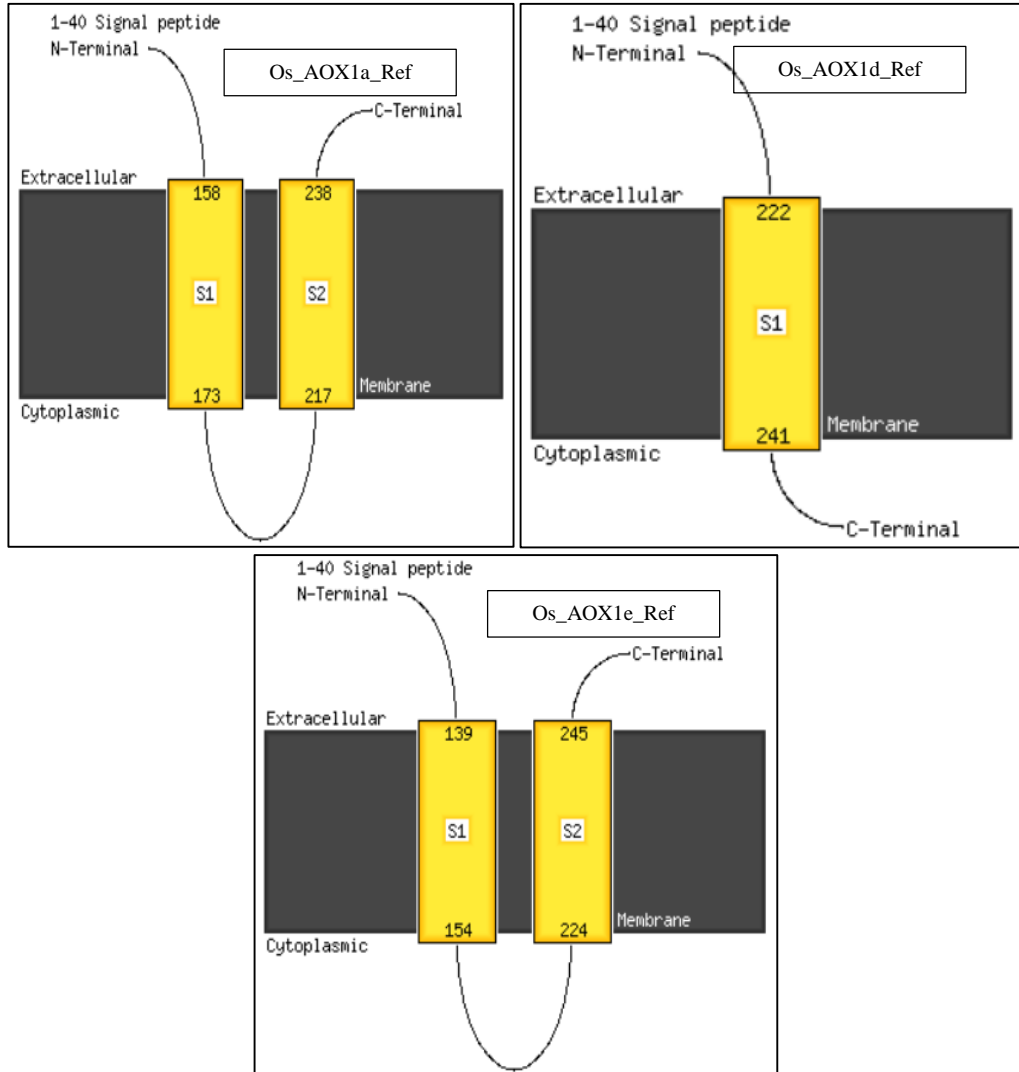 1-40 Signal peptide
N-Terminal
Os_AOX1a_Ref
C-Terminal
Extracellular
158
238
S1
S2
Membrane
173
217
Cytoplasmic
1-40 Signal peptide
N-Terminal
Os_AOX1d_Ref
Extracellular
222
S1
Membrane
241
Cytoplasmic
C-Terminal
1-40 Signal peptide
N-Terminal
Os_AOX1e_Ref
C-Terminal
Extracellular
139
245
S1
S2
Membrane
154
224
Cytoplasmic